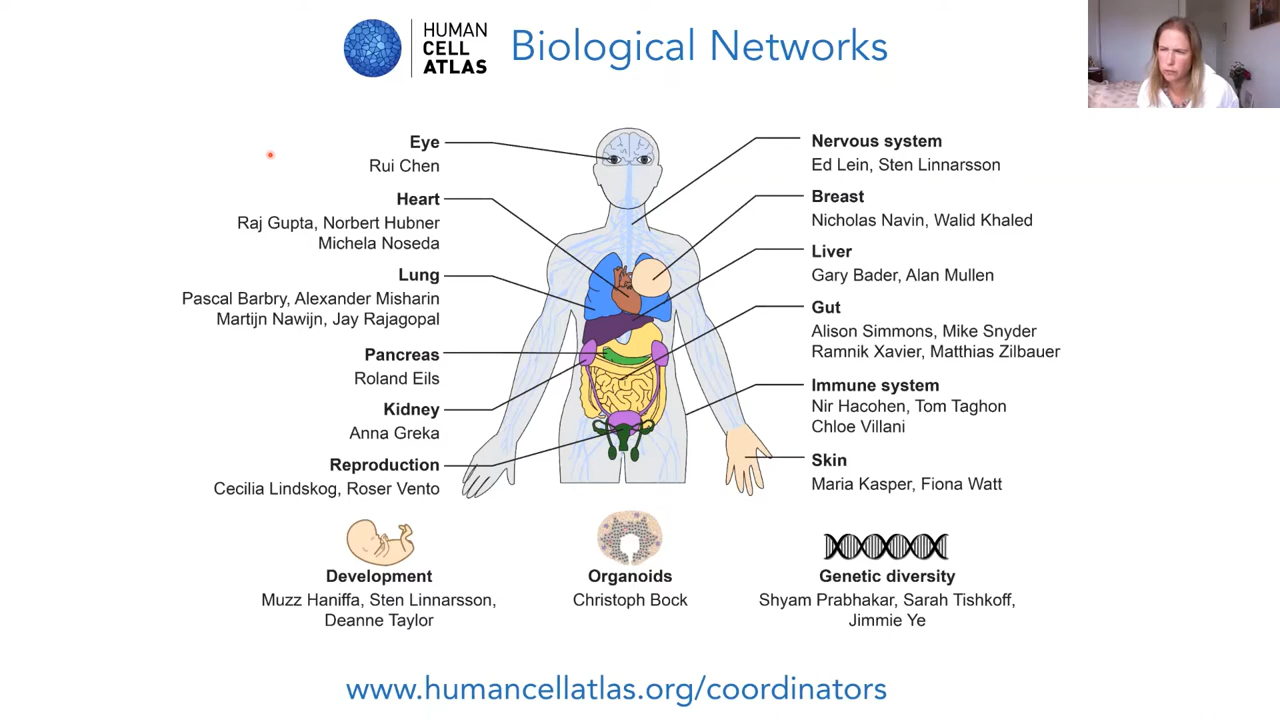 HUMAN
CELL
ATLAS
Biological Networks
Eye
Rui Chen
Heart
Raj Gupta, Norbert Hubner
Michela Noseda
Lung
Pascal Barbry, Alexander Misharin
Martijn Nawijn, Jay Rajagopal
Pancreas
Roland Eils
Kidney
Anna Greka
Reproduction
Cecilia Lindskog, Roser Vento
Nervous system
Ed Lein, Sten Linnarsson
Breast
Nicholas Navin, Walid Khaled
Liver
Gary Bader, Alan Mullen
Gut
Alison Simmons, Mike Snyder
Ramnik Xavier, Matthias Zilbauer
Immune system
Nir Hacohen, Tom Taghon
Chloe Villani
Skin
Maria Kasper, Fiona Watt
Development
Muzz Haniffa, Sten Linnarsson,
Deanne Taylor
Organoids
Christoph Bock
Genetic diversity
Shyam Prabhakar, Sarah Tishkoff,
Jimmie Ye
www.humancellatlas.org/coordinators